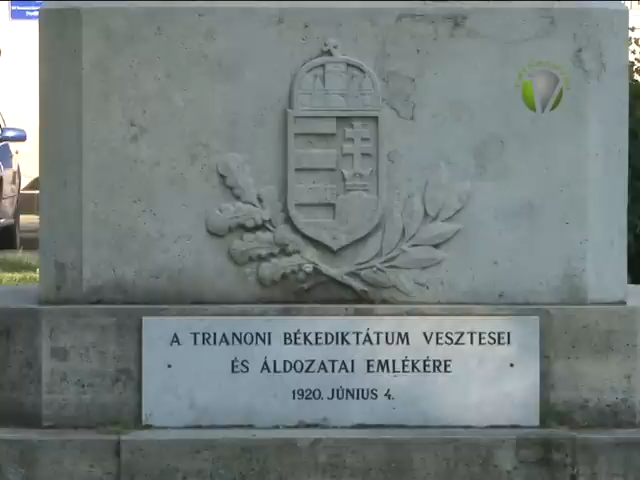 A TRIANONI BÉKEDIKTÁTUM VESZTESEI
ÉS ÁLDOZATAI EMLÉKÉRE
1920. JÚNIUS 4.